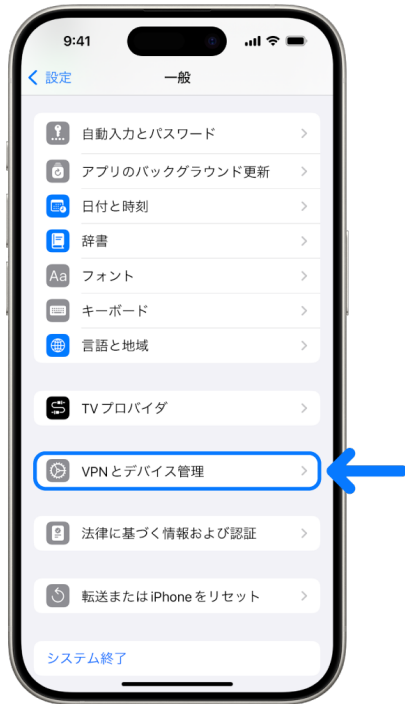 9:41
設定
一般
自動入力とパスワード
アプリのバックグラウンド更新
日付と時刻
辞書
Aa フォント
キーボード
言語と地域
TVプロバイダ
VPNとデバイス管理
法律に基づく情報および認証
転送またはiPhoneをリセット
システム終了